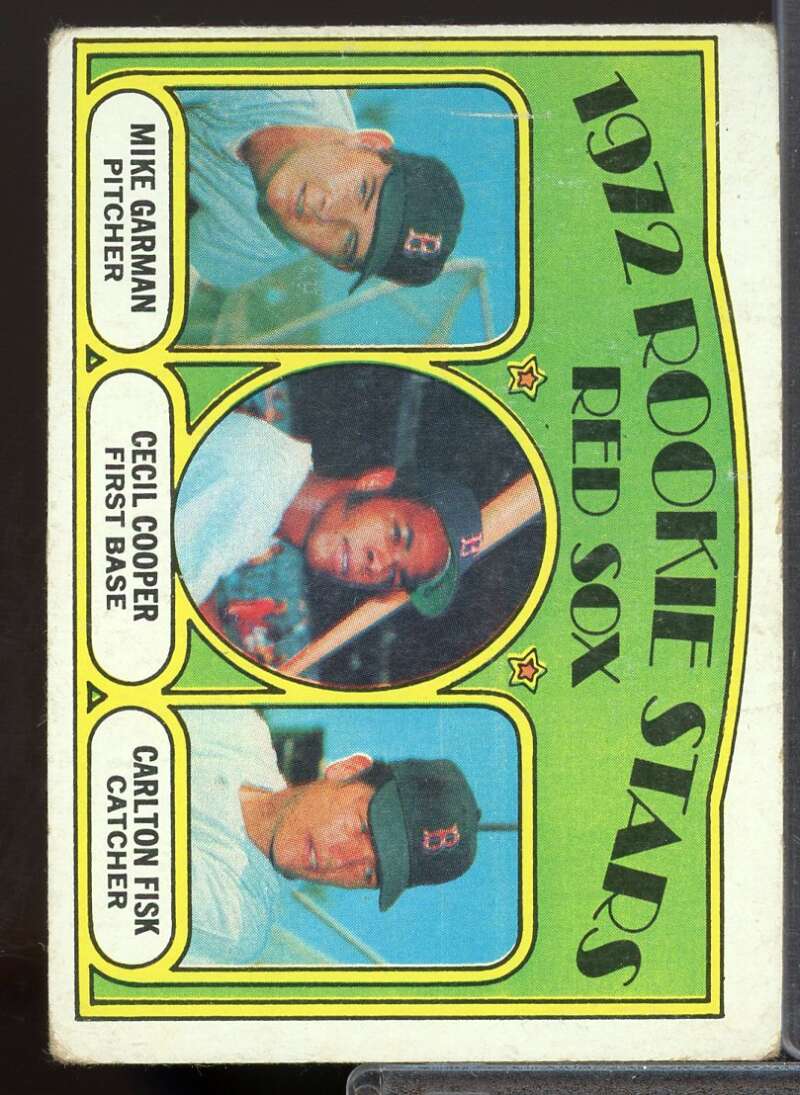 1972 ROOKIE STARS
RED SOX
B
B
B
MIKE GARMAN
PITCHER
CECIL COOPER
FIRST BASE
CARLTON FISK
CATCHER